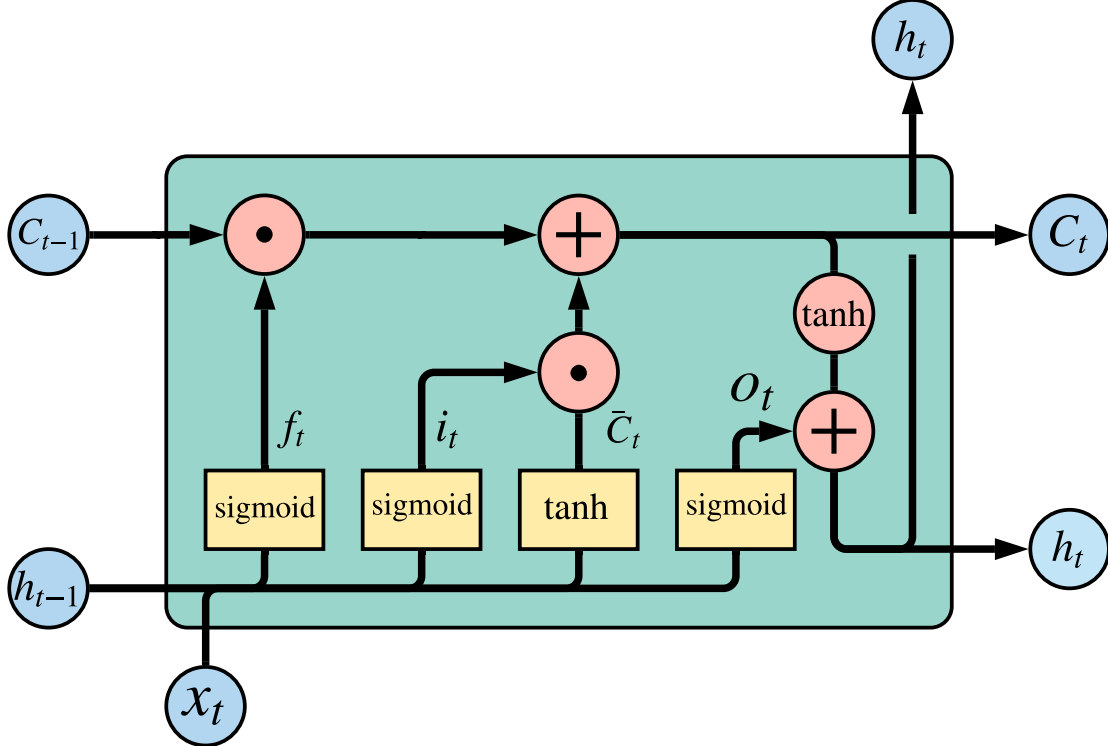 h_t
C_{t−1}
C_t
tanh
o_t
f_t
i_t
C̄_t
sigmoid
sigmoid
tanh
sigmoid
h_{t−1}
h_t
x_t